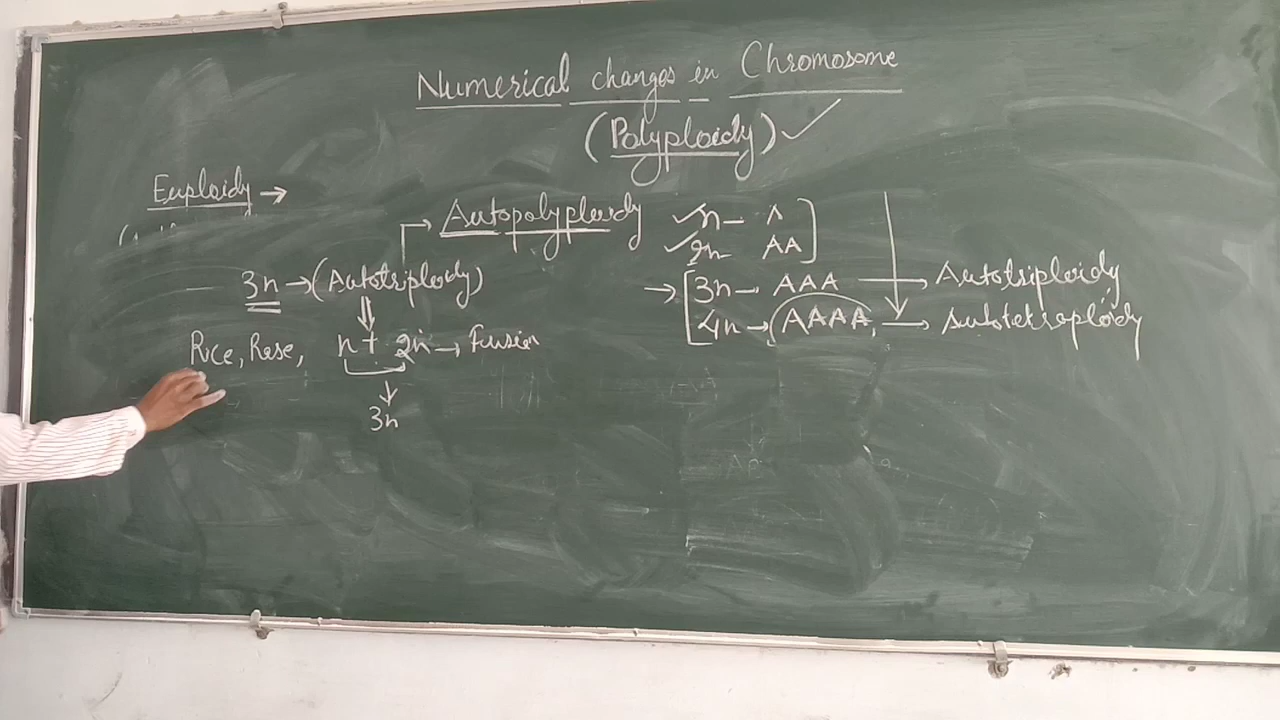 Numerical changes in Chromosome
(Polyploidy) ✓
Euploidy →
Autopolyploidy
✓ n – A
✓ 2n AA
3n → (Autotriploidy)
→ 3n – AAA → Autotriploidy
4n → AAAA, → Autotetraploidy
Rice, Rose,
n + 2n → Fusion
3n